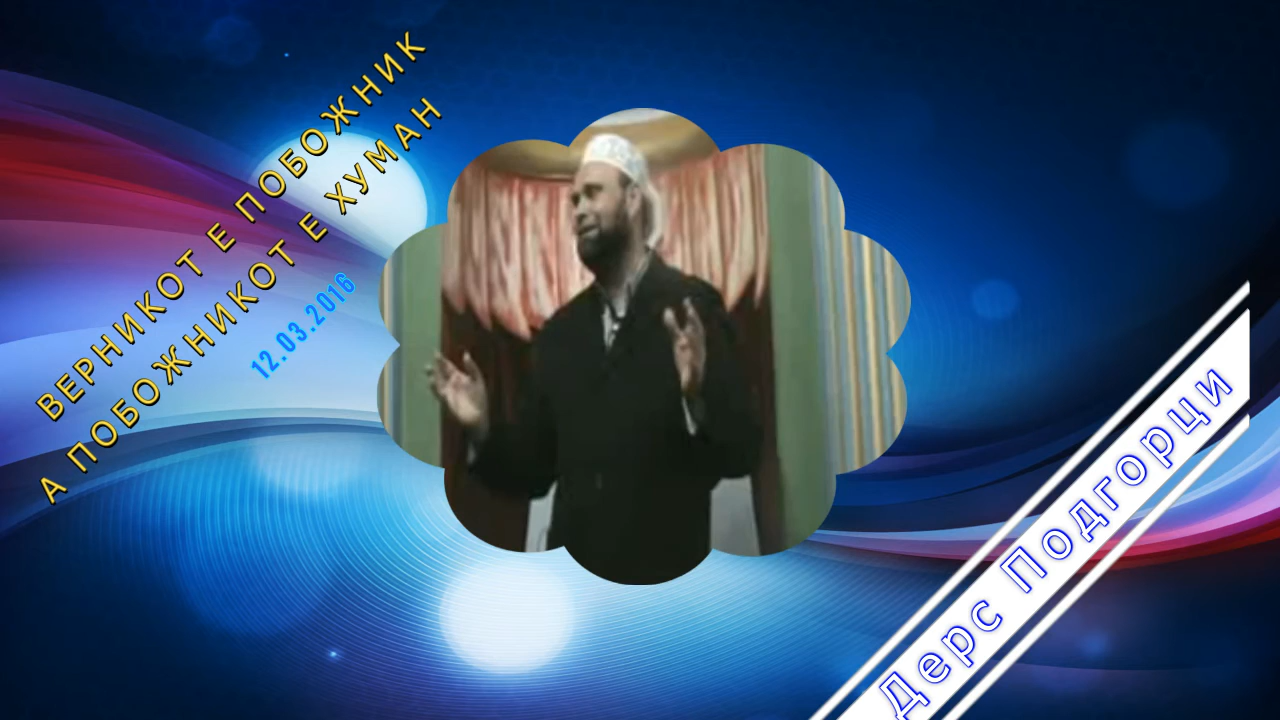 ВЕРНИКОТ Е ПОБОЖНИК
А ПОБОЖНИКОТ Е ХУМАН
12.03.2016
Дерс Подгорци